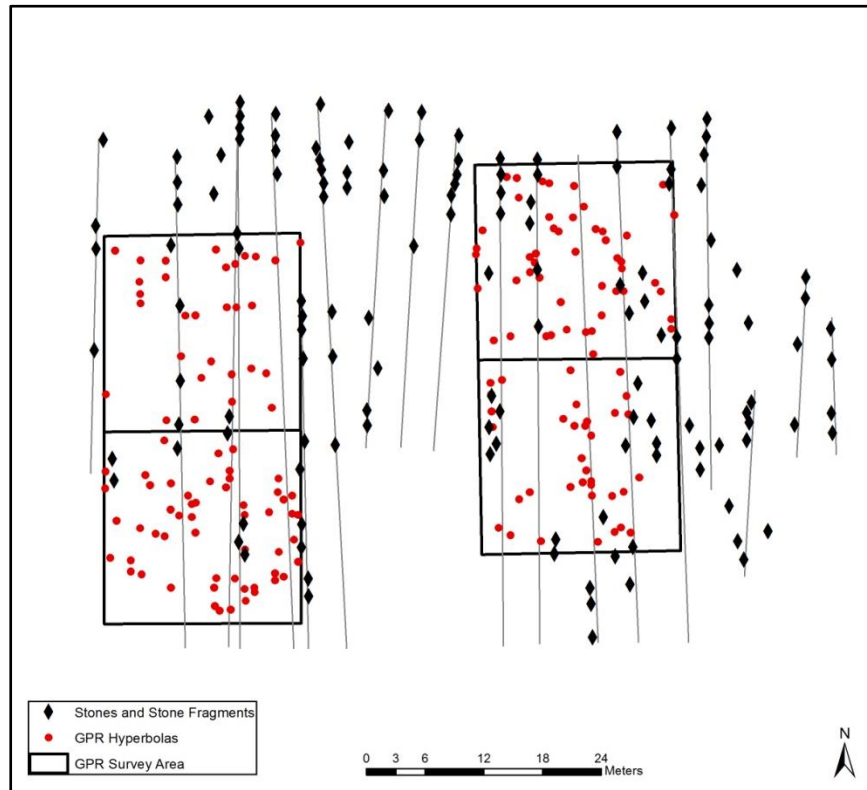 Stones and Stone Fragments
GPR Hyperbolas
GPR Survey Area
0 3 6 12 18 24
Meters
N